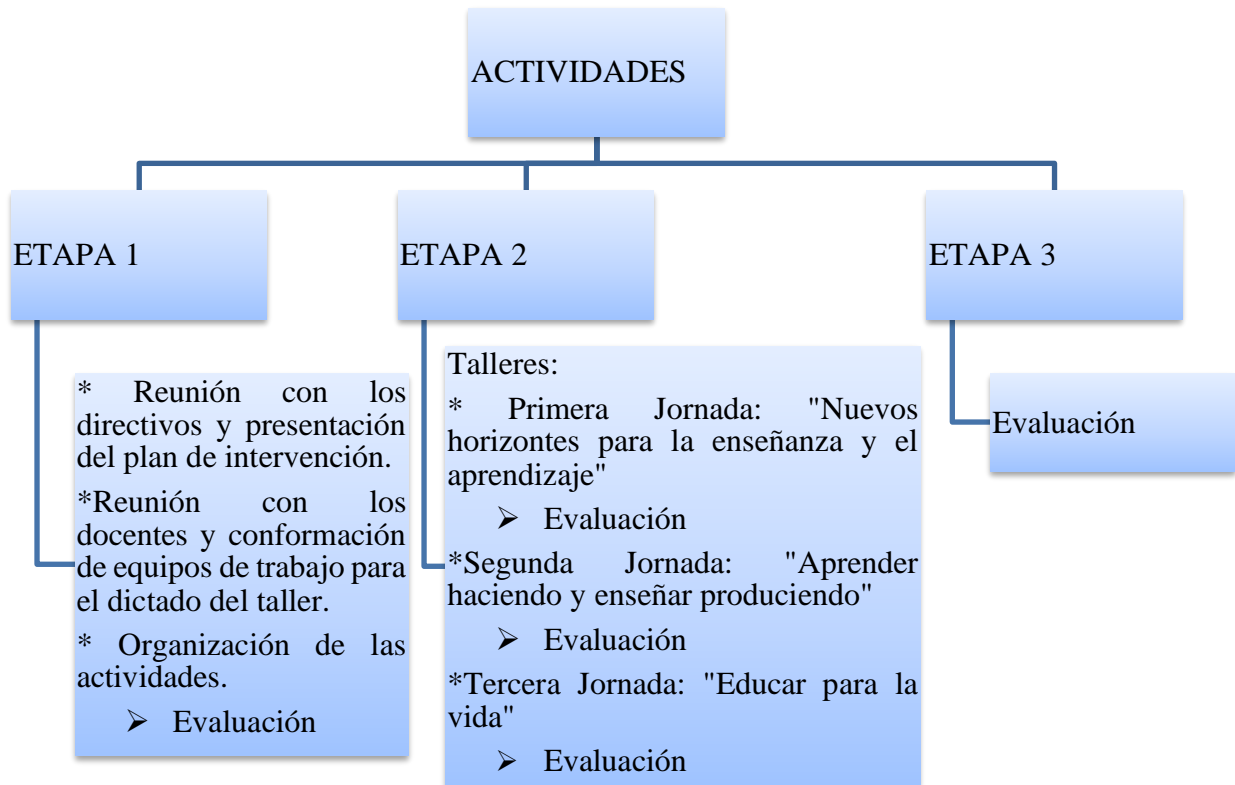 ACTIVIDADES
ETAPA 1
ETAPA 2
ETAPA 3
* Reunión con los
directivos y presentación
del plan de intervención.
*Reunión con los
docentes y conformación
de equipos de trabajo para
el dictado del taller.
* Organización de las
actividades.
➢ Evaluación
Talleres:
* Primera Jornada: "Nuevos
horizontes para la enseñanza y el
aprendizaje"
➢ Evaluación
*Segunda Jornada: "Aprender
haciendo y enseñar produciendo"
➢ Evaluación
*Tercera Jornada: "Educar para la
vida"
➢ Evaluación
Evaluación